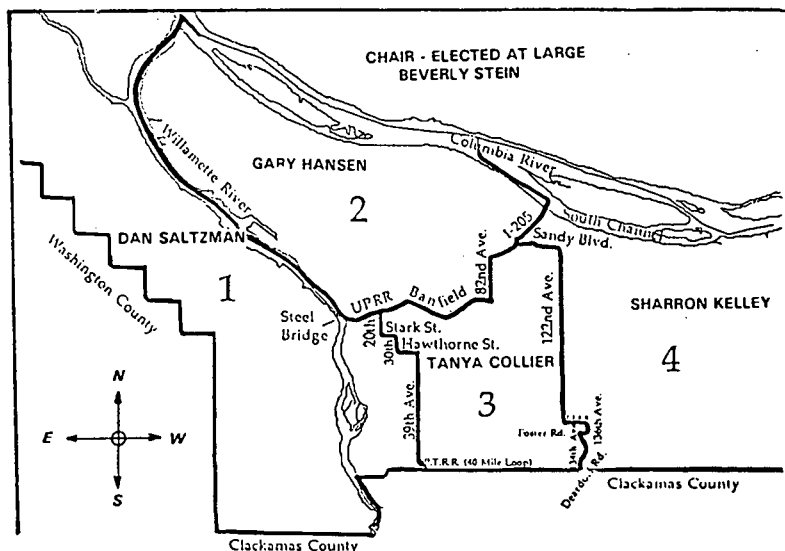 CHAIR - ELECTED AT LARGE
BEVERLY STEIN
Columbia River
Willamette River
GARY HANSEN
2
I-205
South Chann
Sandy Blvd.
DAN SALTZMAN
1
Washington County
82nd Ave.
Banfield
UPRR
Steel
Bridge
20th
Stark St.
30th
Hawthorne St.
TANYA COLLIER
3
122nd Ave.
SHARRON KELLEY
4
39th Ave.
Foster Rd.
136th Ave.
P.T.R.R. (40 Mile Loop)
Rd.
Clackamas County
N
E
W
S
Clackamas County